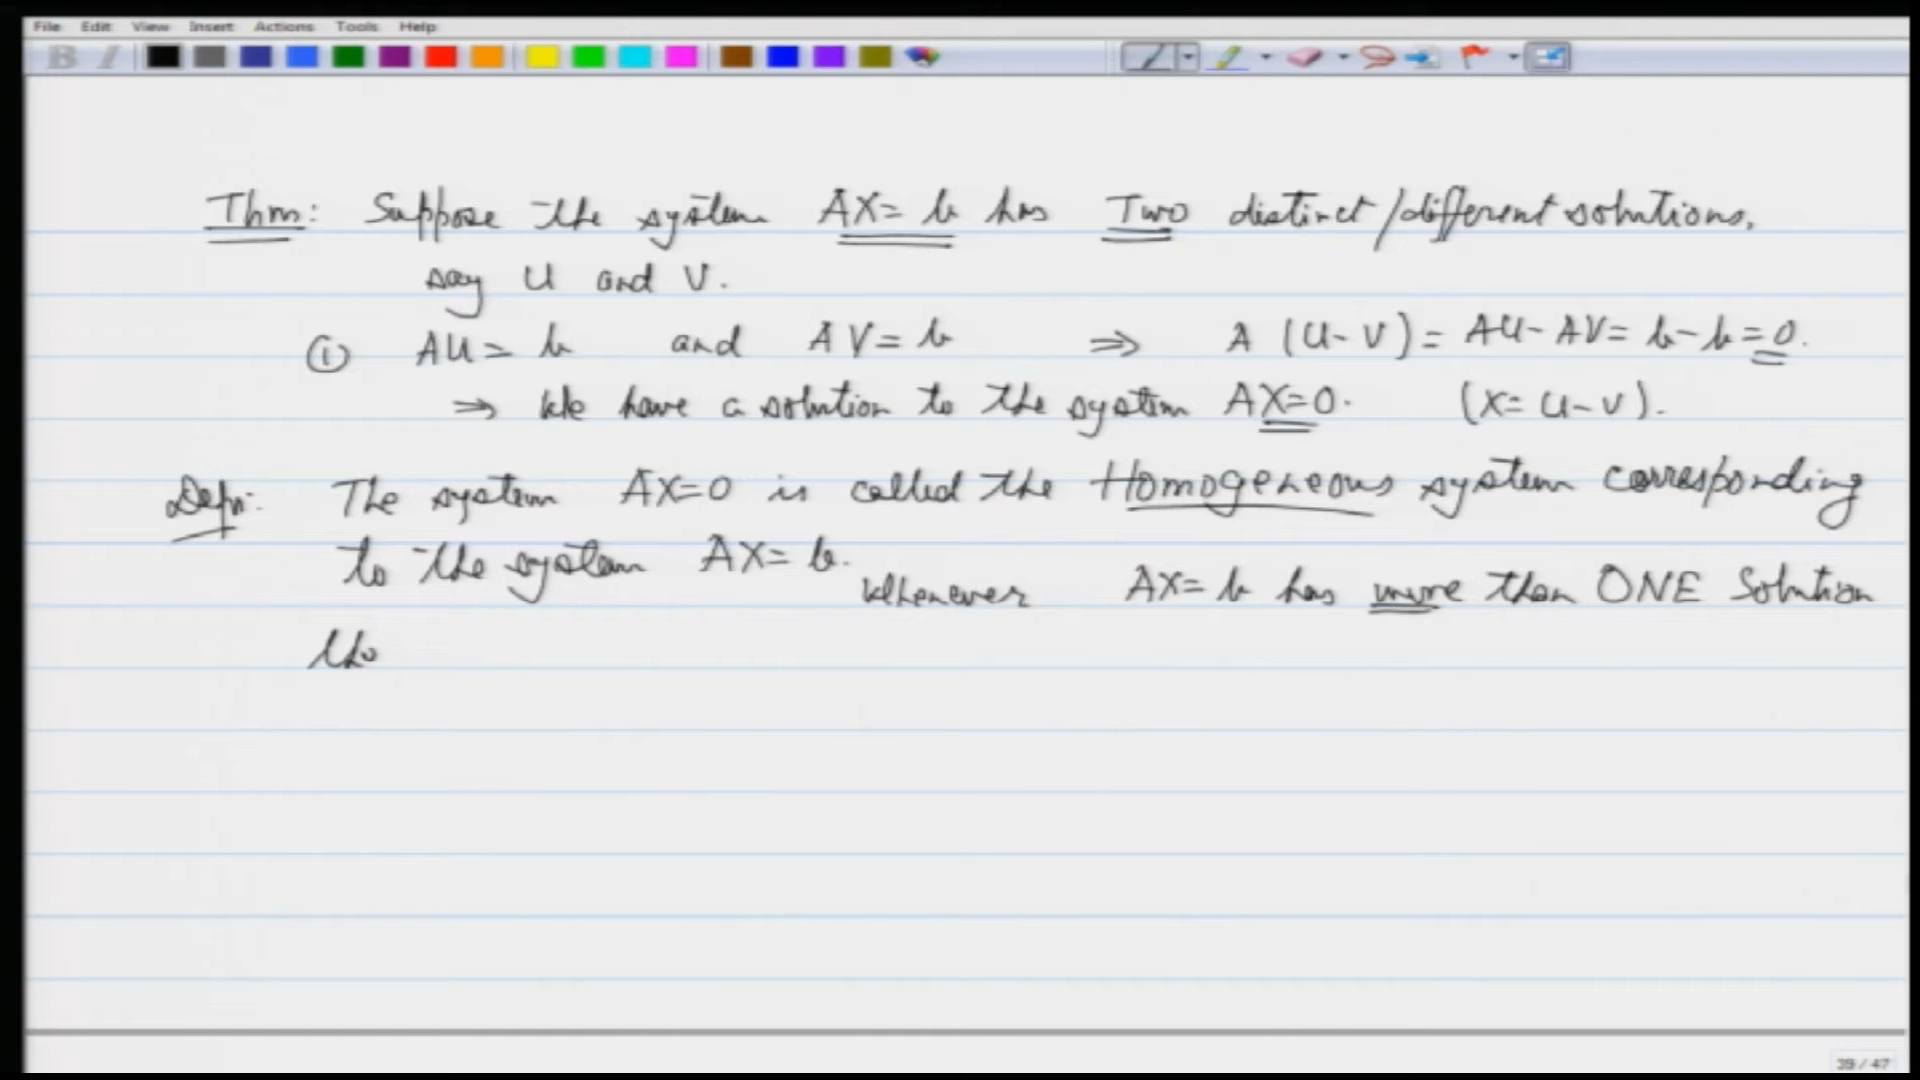 File Edit View Insert Actions Tools Help
B I
Thm: Suppose the system AX=b has Two distinct/different solutions,
say U and V.
① AU=b and AV=b ⇒ A(U-V)=AU-AV=b-b=0.
⇒ We have a solution to the system AX=0. (X=U-V).
Defn: The system AX=0 is called the Homogeneous system corresponding
to the system AX=b.
Whenever AX=b has more than ONE Solution
the
39/47